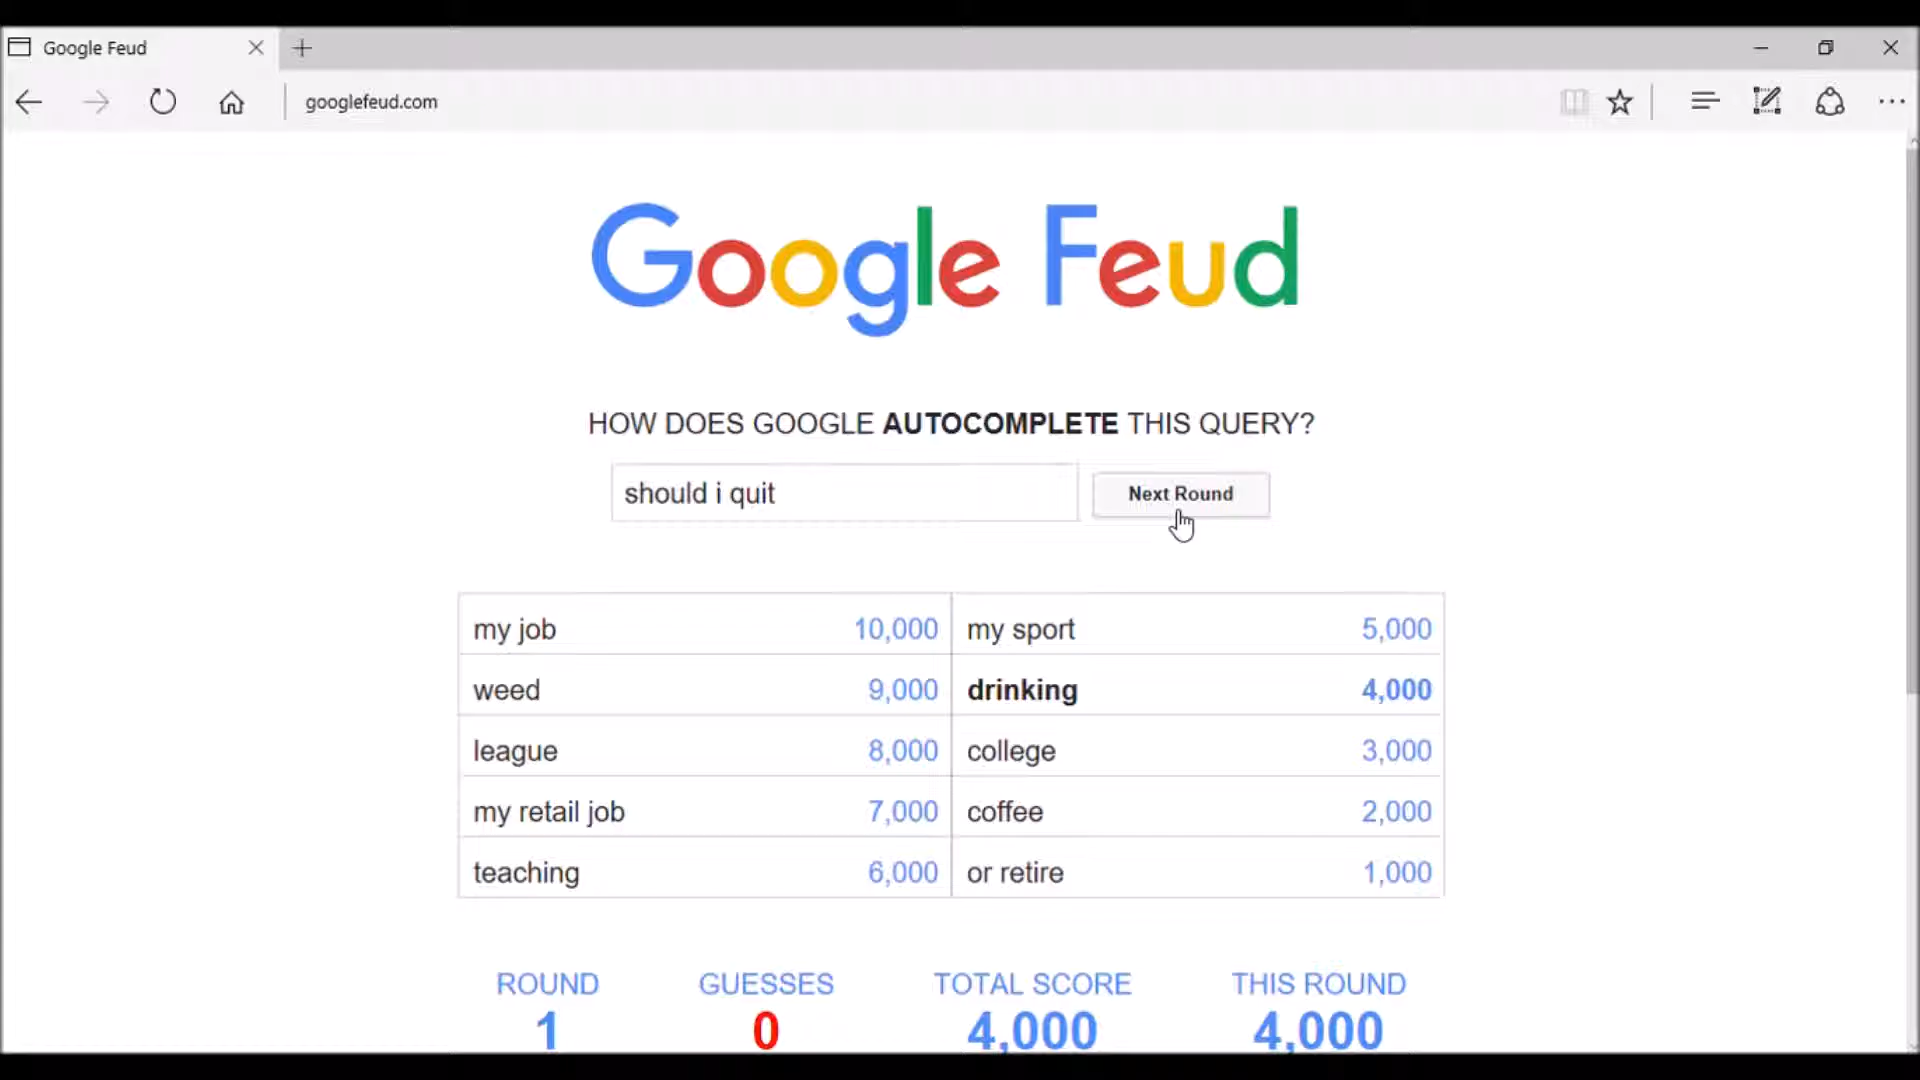 Google Feud
googlefeud.com
Google Feud
HOW DOES GOOGLE AUTOCOMPLETE THIS QUERY?
should i quit
Next Round
my job 10,000 my sport 5,000
weed 9,000 drinking 4,000
league 8,000 college 3,000
my retail job 7,000 coffee 2,000
teaching 6,000 or retire 1,000
ROUND GUESSES TOTAL SCORE THIS ROUND
1 0 4,000 4,000